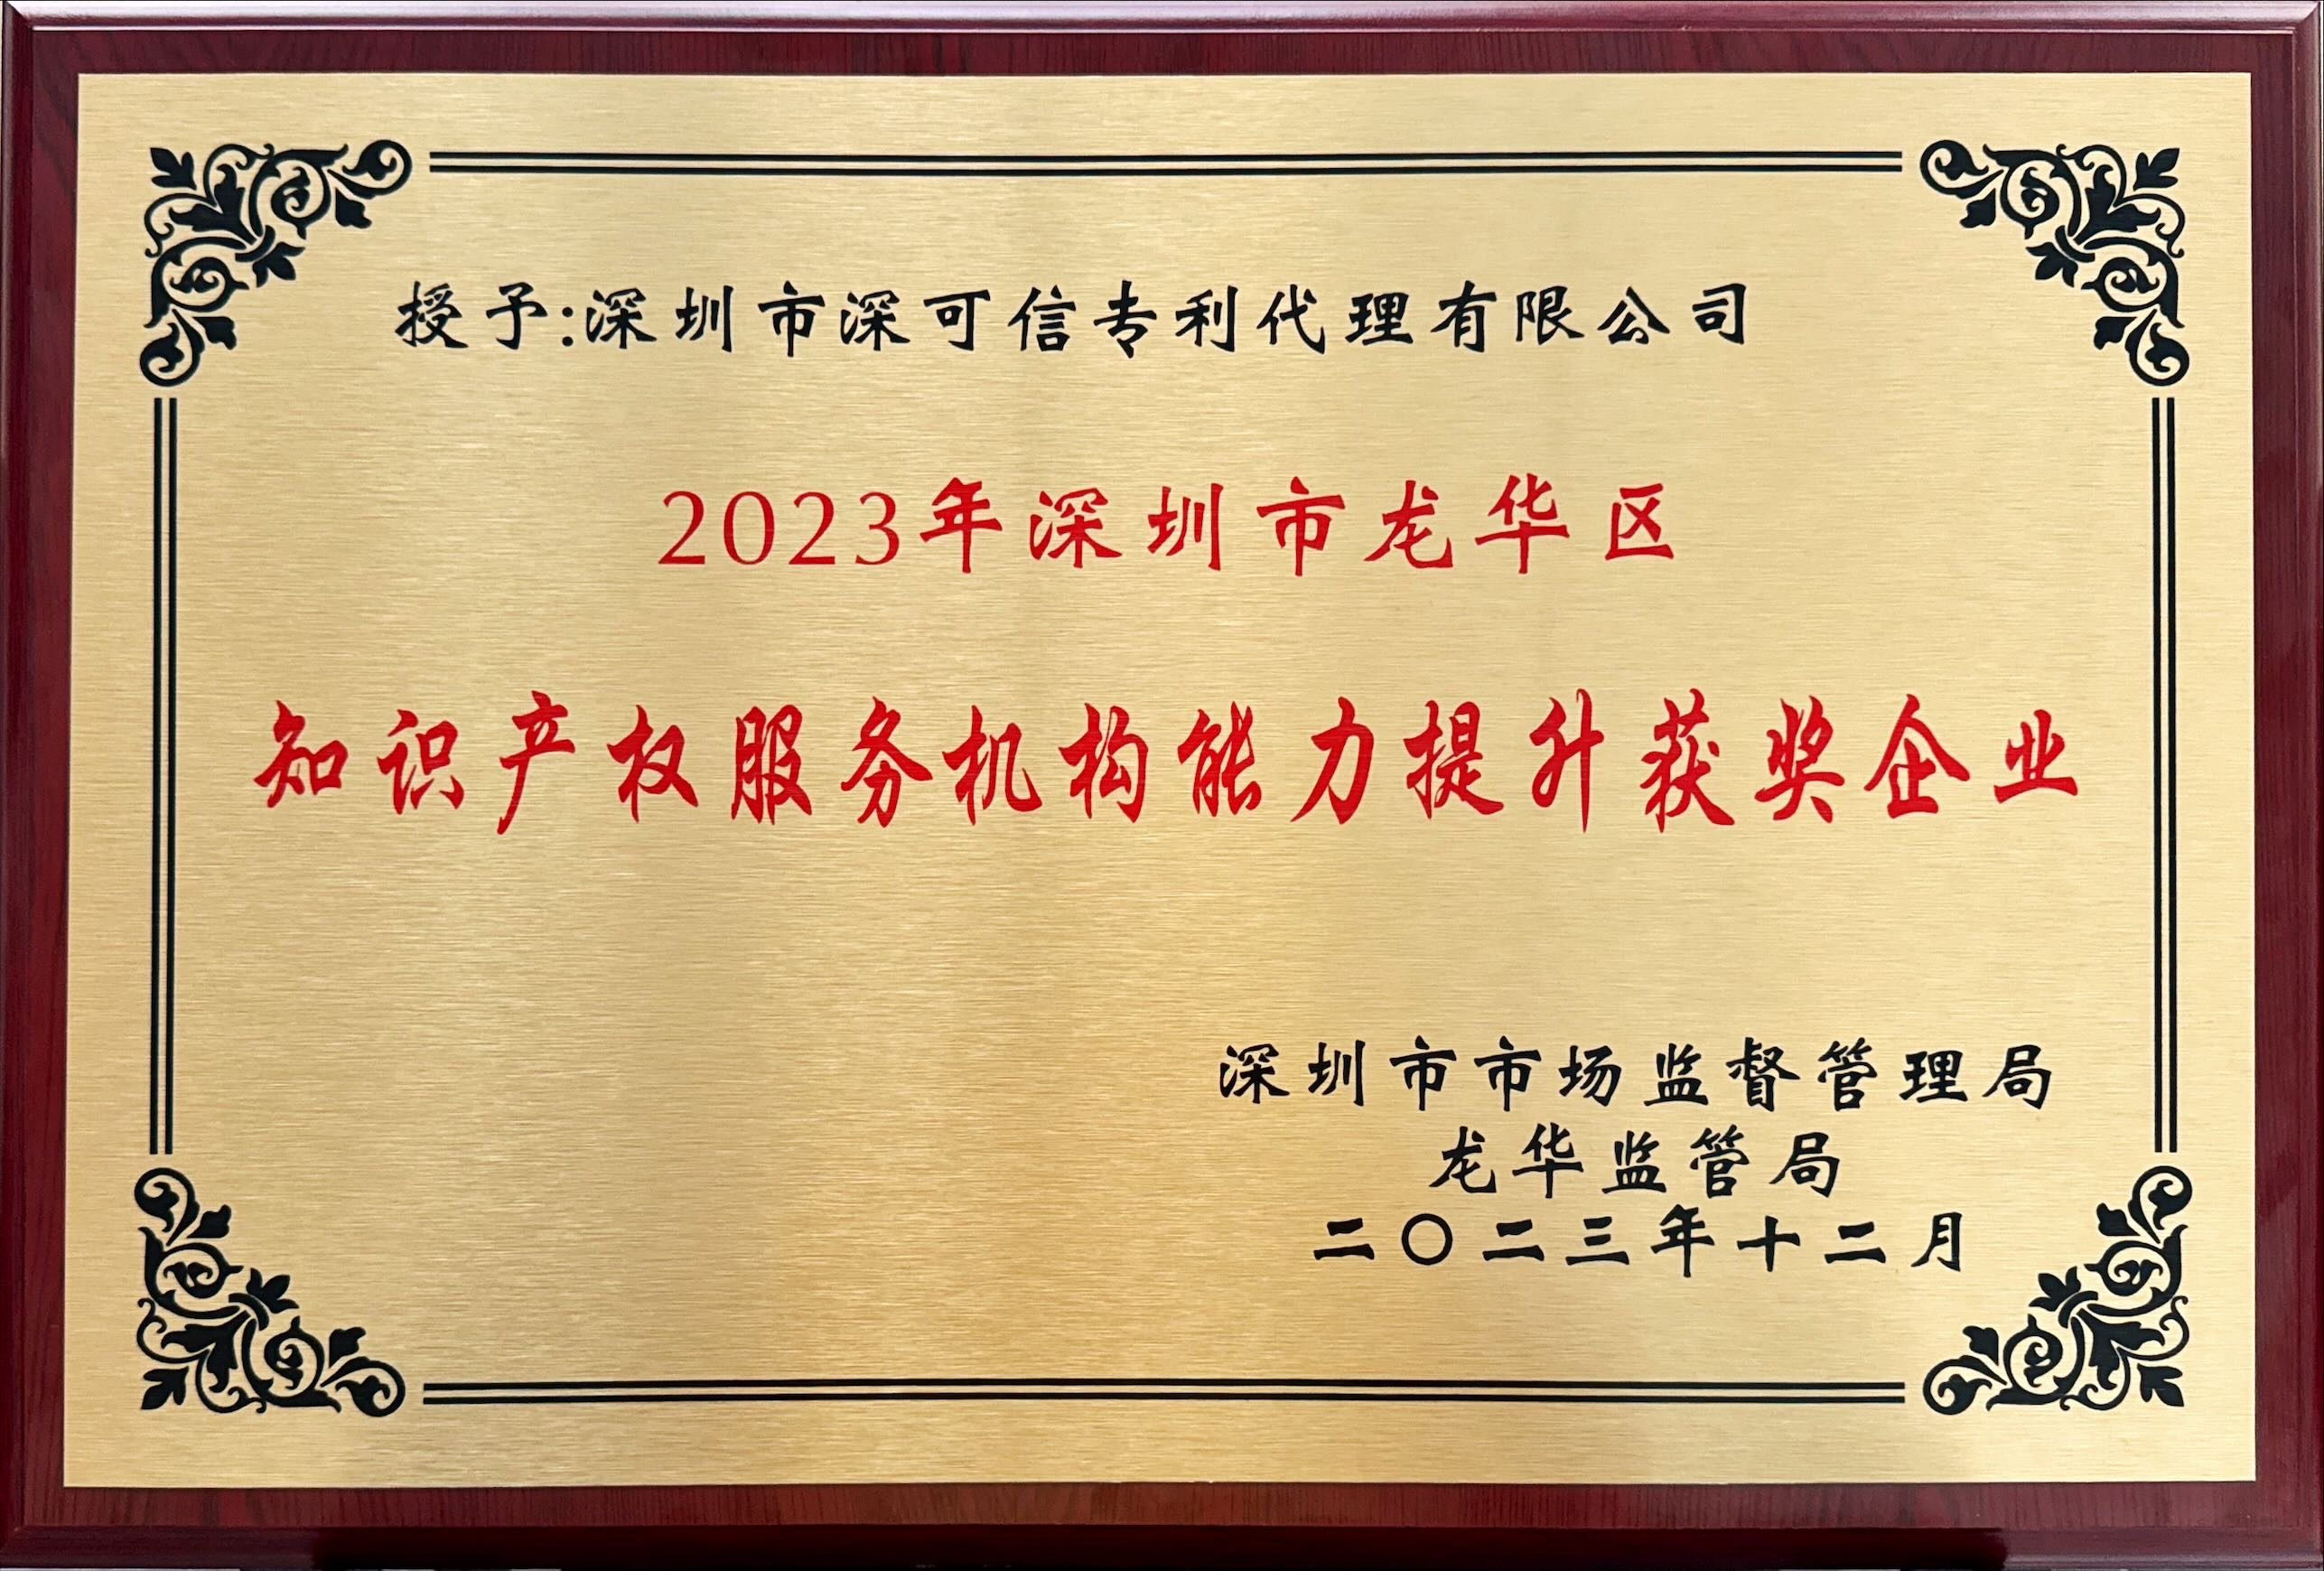 授予:深圳市深可信专利代理有限公司
2023年深圳市龙华区
知识产权服务机构能力提升获奖企业
深圳市市场监督管理局
龙华监管局
二〇二三年十二月